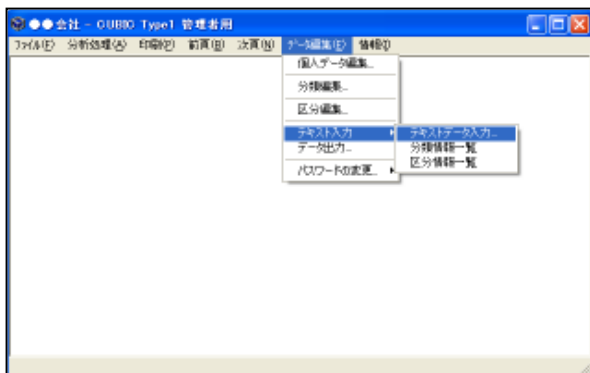 ●●会社 - OUBIO Type1 管理者用
ファイル(F) 分析処理(A) 印刷(P) 前頁(B) 次頁(N) データ編集(E) 情報(I)
個人データ編集...
分類編集...
区分編集...
テキスト入力
テキストデータ入力...
データ出力...
分類情報一覧
区分情報一覧
パスワードの変更...